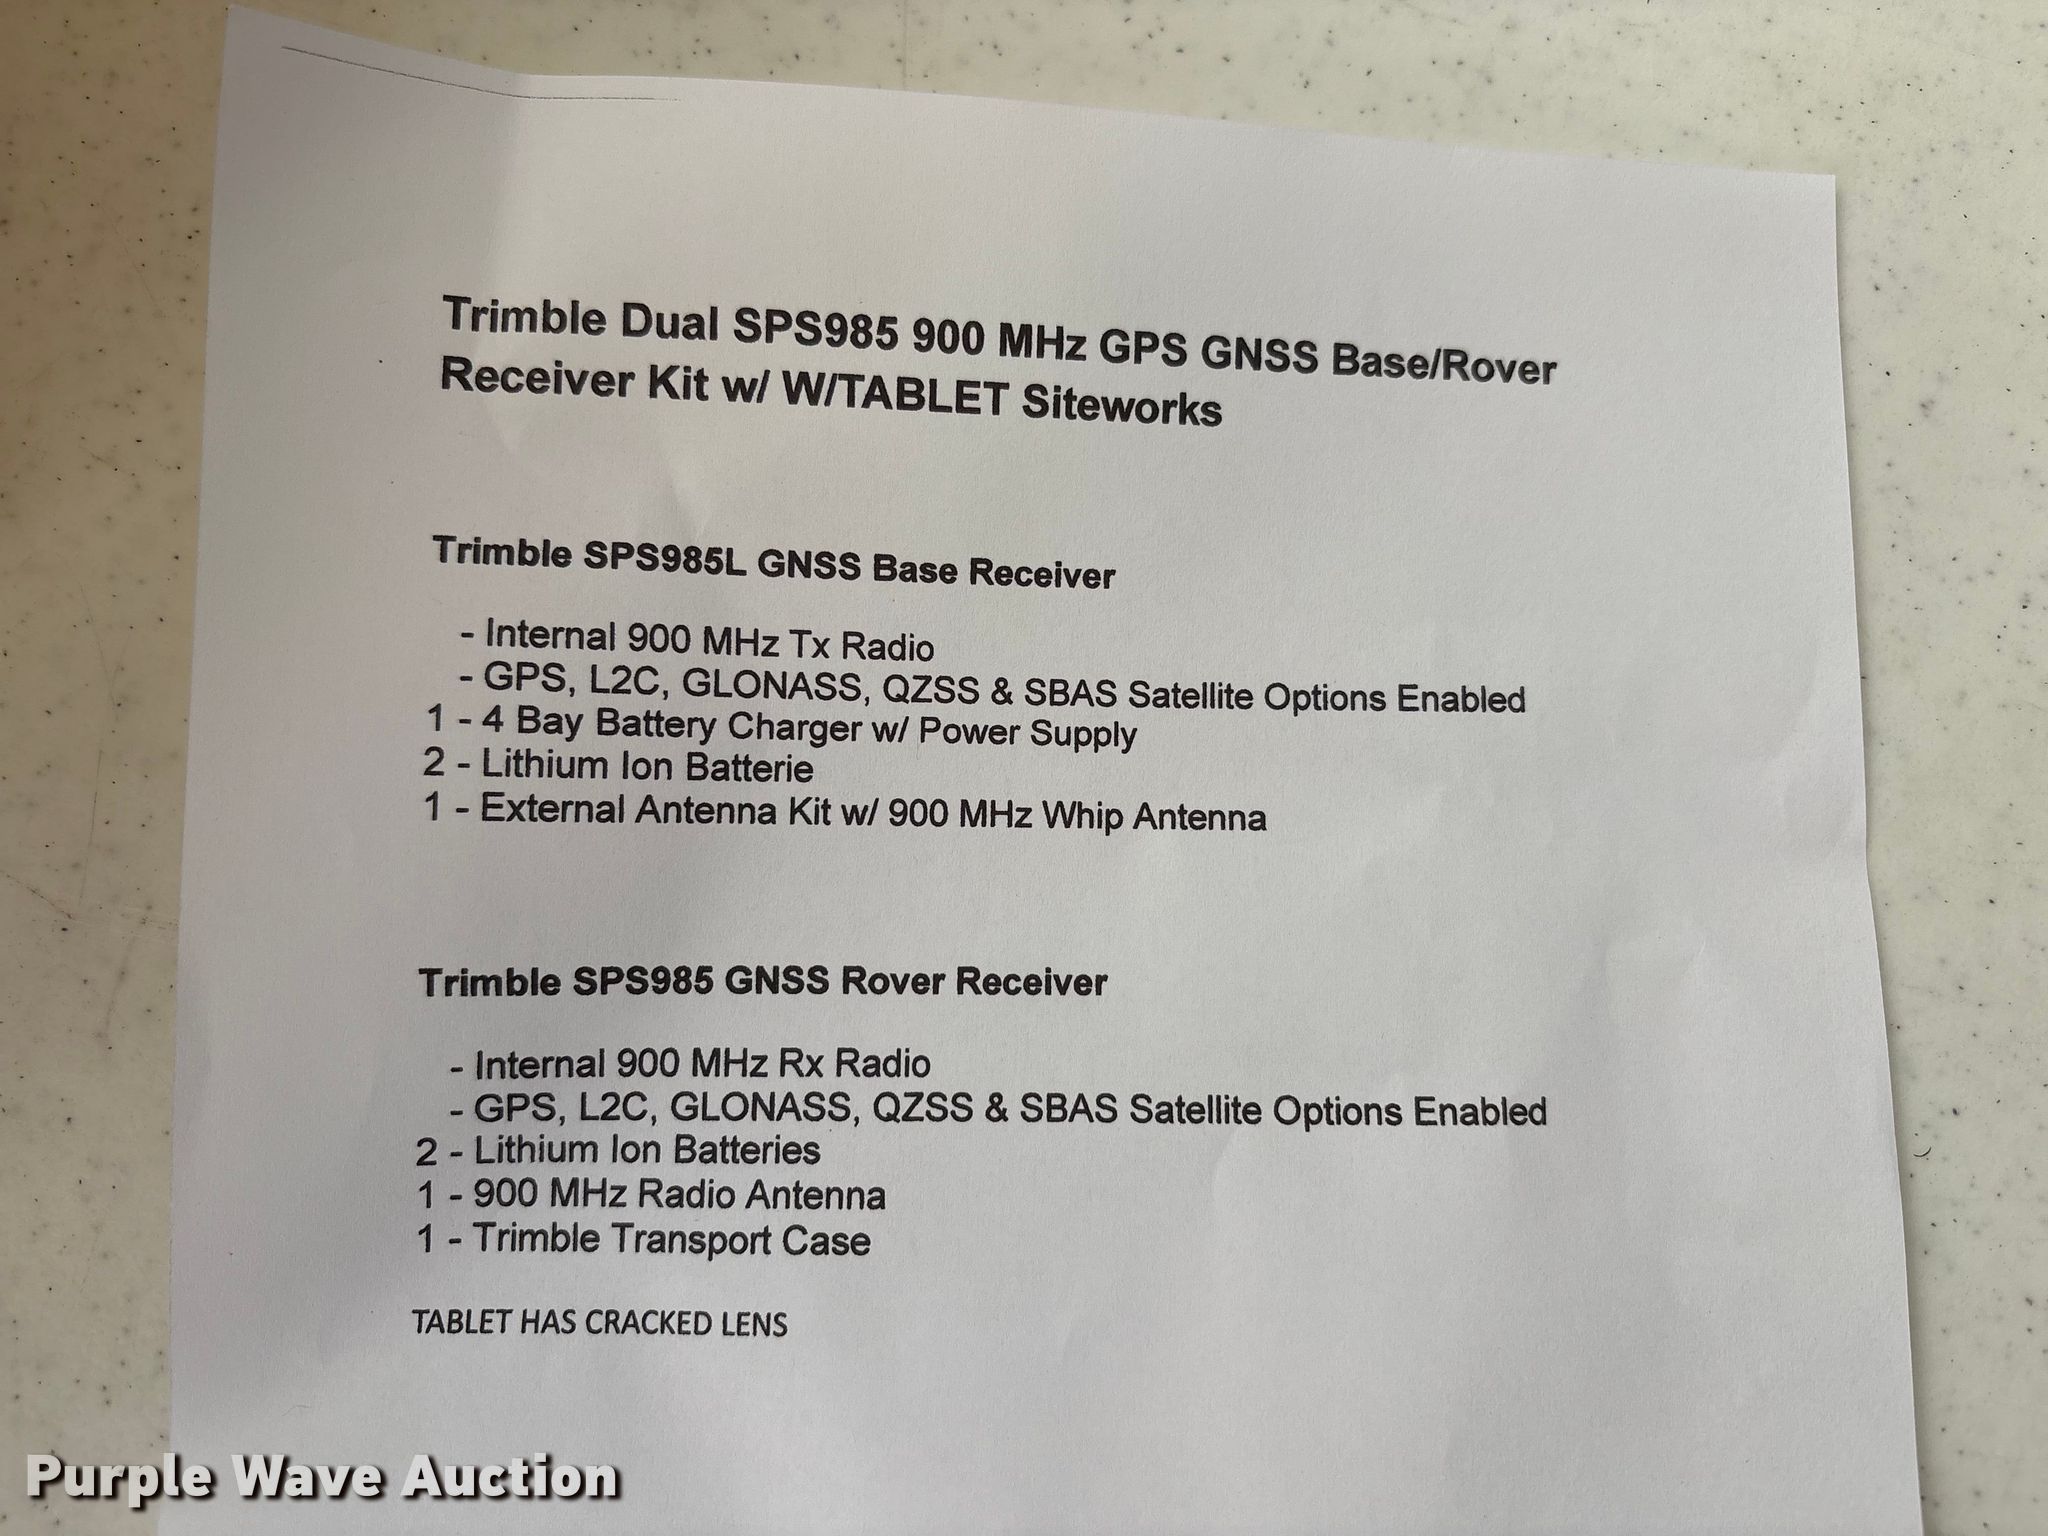 Trimble Dual SPS985 900 MHz GPS GNSS Base/Rover
Receiver Kit w/ W/TABLET Siteworks
Trimble SPS985L GNSS Base Receiver
- Internal 900 MHz Tx Radio
- GPS, L2C, GLONASS, QZSS & SBAS Satellite Options Enabled
1 - 4 Bay Battery Charger w/ Power Supply
2 - Lithium Ion Batterie
1 - External Antenna Kit w/ 900 MHz Whip Antenna
Trimble SPS985 GNSS Rover Receiver
- Internal 900 MHz Rx Radio
- GPS, L2C, GLONASS, QZSS & SBAS Satellite Options Enabled
2 - Lithium Ion Batteries
1 - 900 MHz Radio Antenna
1 - Trimble Transport Case
TABLET HAS CRACKED LENS
Purple Wave Auction